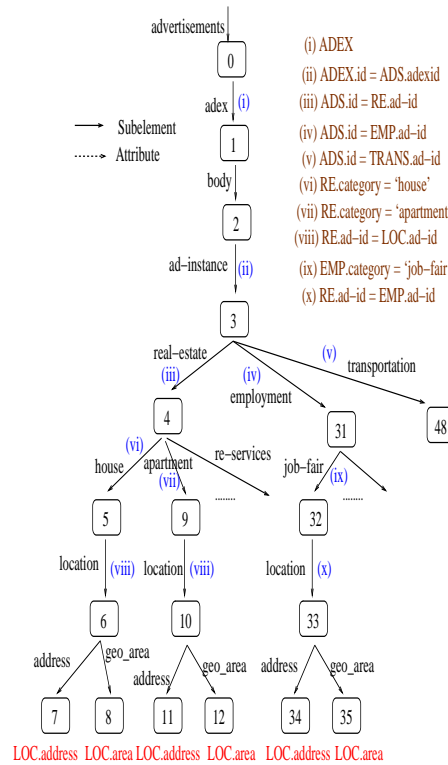 advertisements
0
adex
(i)
1
body
2
ad-instance
(ii)
3
(i) ADEX
(ii) ADEX.id = ADS.adexid
(iii) ADS.id = RE.ad-id
(iv) ADS.id = EMP.ad-id
(v) ADS.id = TRANS.ad-id
(vi) RE.category = 'house'
(vii) RE.category = 'apartment
(viii) RE.ad-id = LOC.ad-id
(ix) EMP.category = 'job-fair
(x) RE.ad-id = EMP.ad-id
Subelement
Attribute
real-estate
(iii)
(iv)
employment
(v)
transportation
4
31
48
(vi)
house
apartment
(vii)
re-services
job-fair
(ix)
........
........
5
9
32
location
(viii)
location
(viii)
location
(x)
6
10
33
address
geo_area
address
geo_area
address
geo_area
7
8
11
12
34
35
LOC.address LOC.area LOC.address LOC.area LOC.address LOC.area